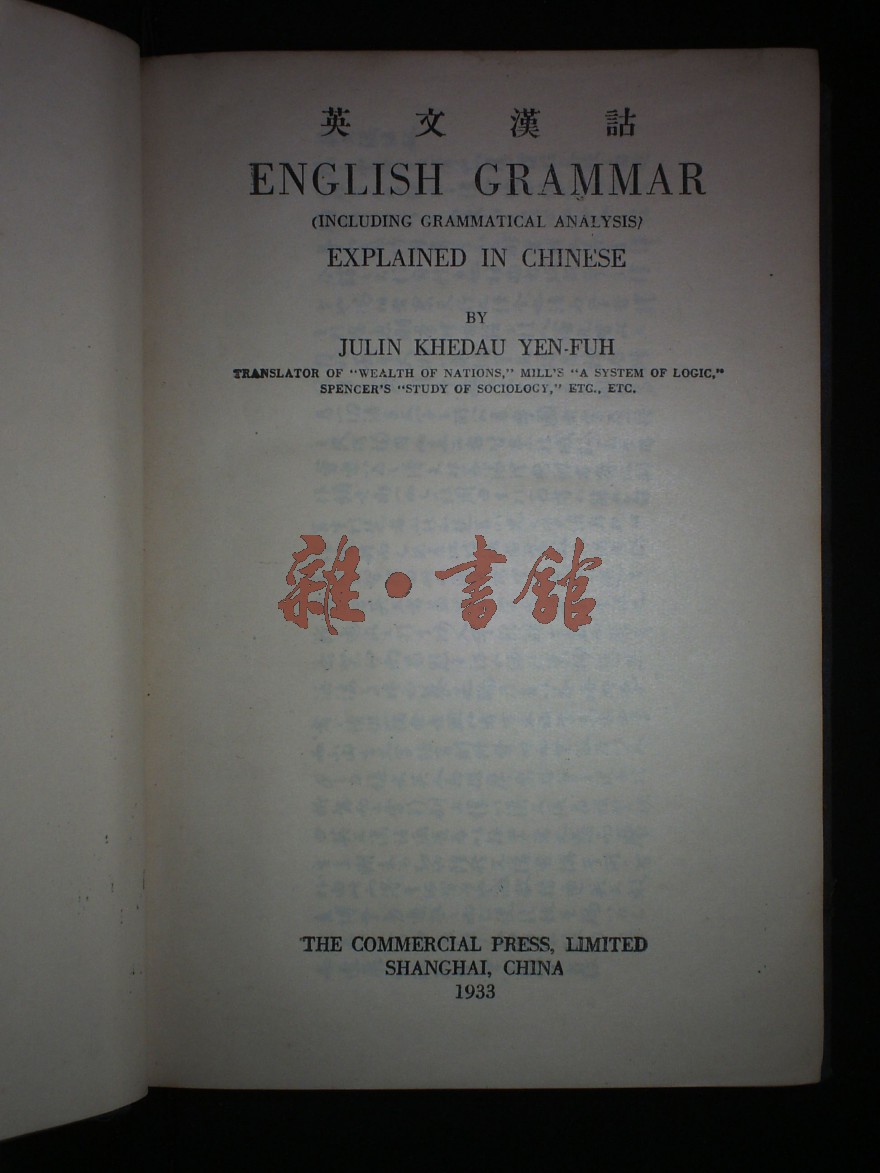 英文漢詁
ENGLISH GRAMMAR
(INCLUDING GRAMMATICAL ANALYSIS)
EXPLAINED IN CHINESE
BY
JULIN KHEDAU YEN-FUH
TRANSLATOR OF "WEALTH OF NATIONS," MILL'S "A SYSTEM OF LOGIC,"
SPENCER'S "STUDY OF SOCIOLOGY," ETC., ETC.
雜·書館
THE COMMERCIAL PRESS, LIMITED
SHANGHAI, CHINA
1933